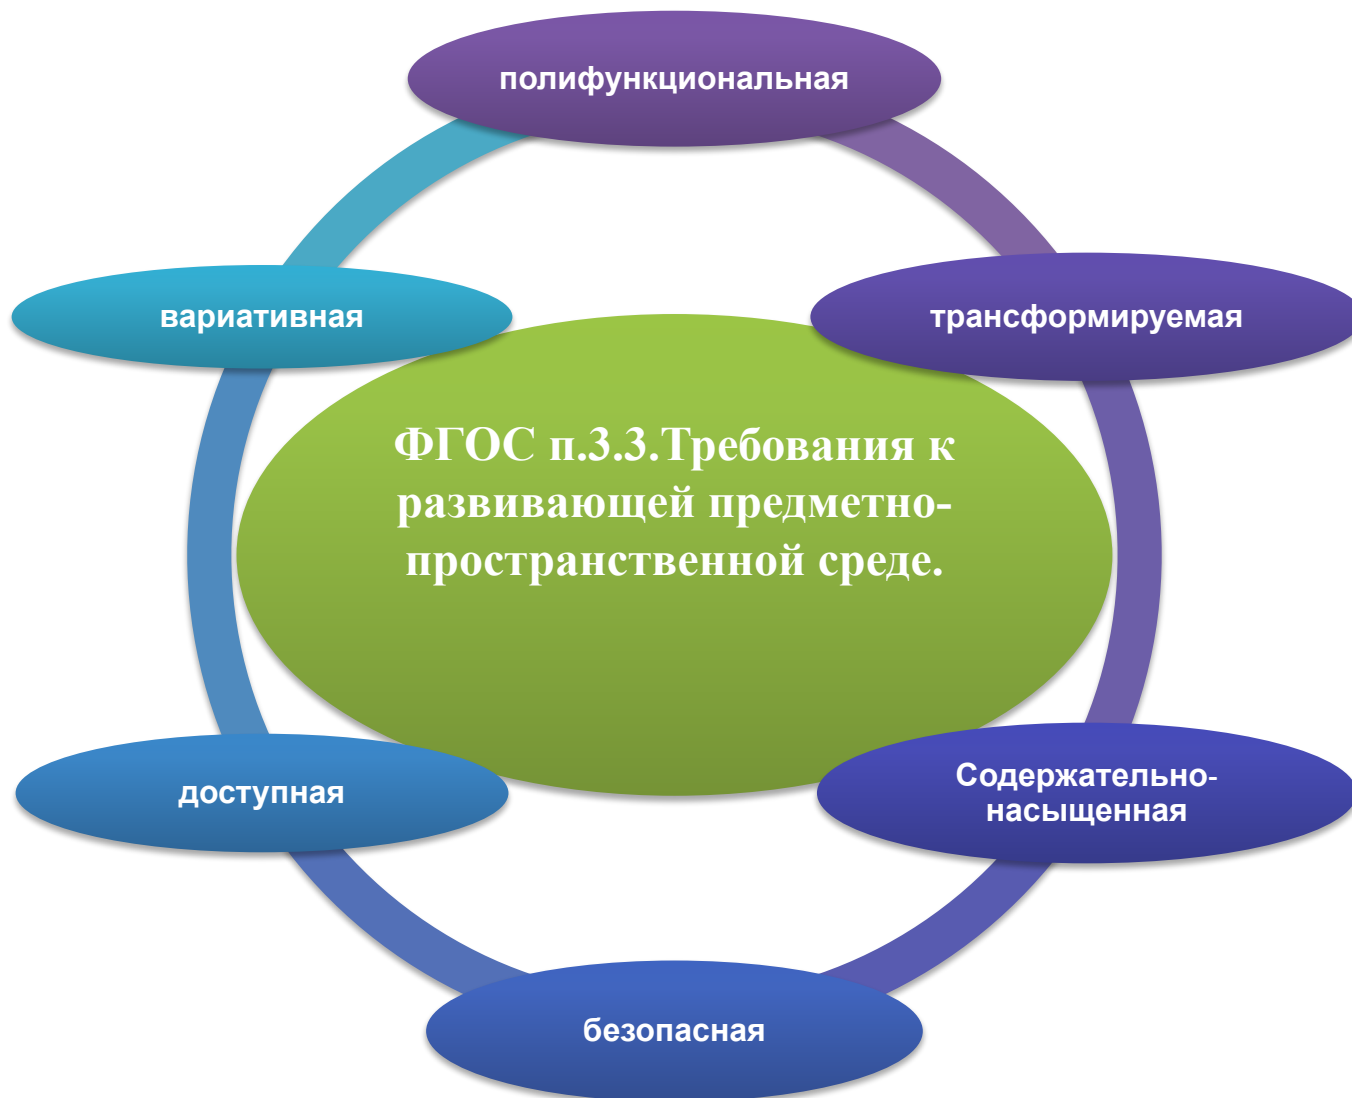 полифункциональная
вариативная
трансформируемая
ФГОС п.3.3.Требования к
развивающей предметно-
пространственной среде.
доступная
Содержательно-
насыщенная
безопасная